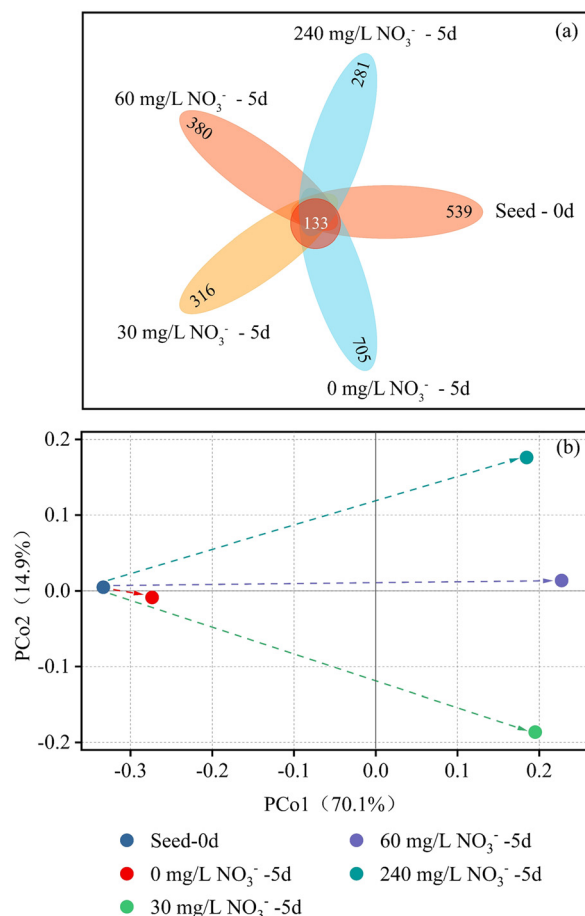 (a)
240 mg/L NO₃⁻ - 5d
281
60 mg/L NO₃⁻ - 5d
380
539 Seed - 0d
133
316
30 mg/L NO₃⁻ - 5d
705
0 mg/L NO₃⁻ - 5d
(b)
PCo2（14.9%）
0.2
0.1
0.0
-0.1
-0.2
-0.3 -0.2 -0.1 0.0 0.1 0.2
PCo1（70.1%）
Seed-0d 60 mg/L NO₃⁻ -5d
0 mg/L NO₃⁻ -5d 240 mg/L NO₃⁻ -5d
30 mg/L NO₃⁻ -5d